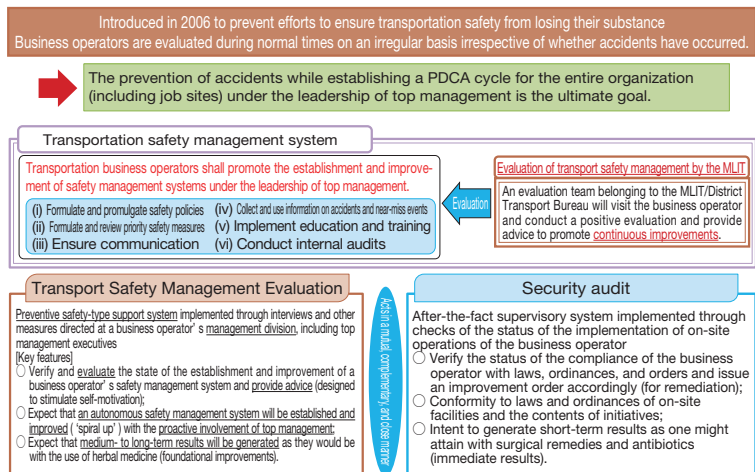 Introduced in 2006 to prevent efforts to ensure transportation safety from losing their substance
Business operators are evaluated during normal times on an irregular basis irrespective of whether accidents have occurred.
The prevention of accidents while establishing a PDCA cycle for the entire organization
(including job sites) under the leadership of top management is the ultimate goal.
Transportation safety management system
Transportation business operators shall promote the establishment and improve-
ment of safety management systems under the leadership of top management.
(i) Formulate and promulgate safety policies
(ii) Formulate and review priority safety measures
(iii) Ensure communication
(iv) Collect and use information on accidents and near-miss events
(v) Implement education and training
(vi) Conduct internal audits
Evaluation
Evaluation of transport safety management by the MLIT
An evaluation team belonging to the MLIT/District
Transport Bureau will visit the business operator
and conduct a positive evaluation and provide
advice to promote continuous improvements.
Transport Safety Management Evaluation
Preventive safety-type support system implemented through interviews and other
measures directed at a business operator' s management division, including top
management executives
[Key features]
○ Verify and evaluate the state of the establishment and improvement of a
business operator' s safety management system and provide advice (designed
to stimulate self-motivation);
○ Expect that an autonomous safety management system will be established and
improved ( 'spiral up' ) with the proactive involvement of top management;
○ Expect that medium- to long-term results will be generated as they would be
with the use of herbal medicine (foundational improvements).
Acts in a mutual, complementary, and close manner
Security audit
After-the-fact supervisory system implemented through
checks of the status of the implementation of on-site
operations of the business operator
○ Verify the status of the compliance of the business
operator with laws, ordinances, and orders and issue
an improvement order accordingly (for remediation);
○ Conformity to laws and ordinances of on-site
facilities and the contents of initiatives;
○ Intent to generate short-term results as one might
attain with surgical remedies and antibiotics
(immediate results).